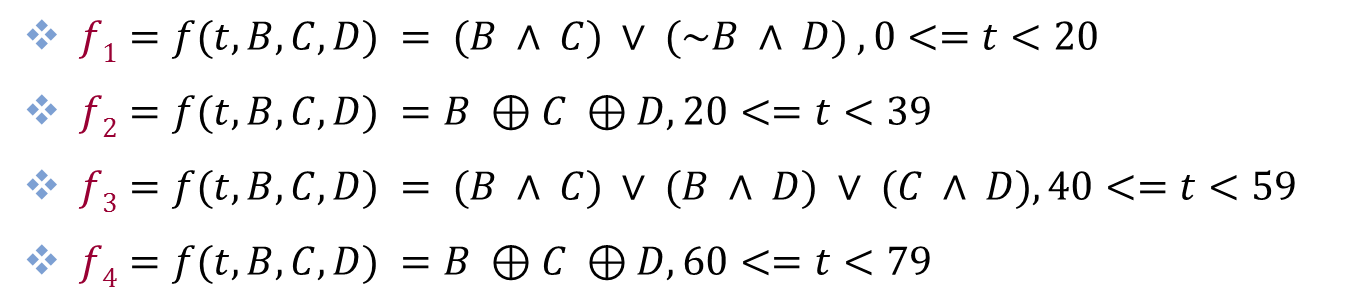 ❖ f₁ = f(t,B,C,D) = (B ∧ C) ∨ (~B ∧ D) ,0 <= t < 20
❖ f₂ = f(t,B,C,D) = B ⊕ C ⊕ D, 20 <= t < 39
❖ f₃ = f(t,B,C,D) = (B ∧ C) ∨ (B ∧ D) ∨ (C ∧ D), 40 <= t < 59
❖ f₄ = f(t,B,C,D) = B ⊕ C ⊕ D, 60 <= t < 79